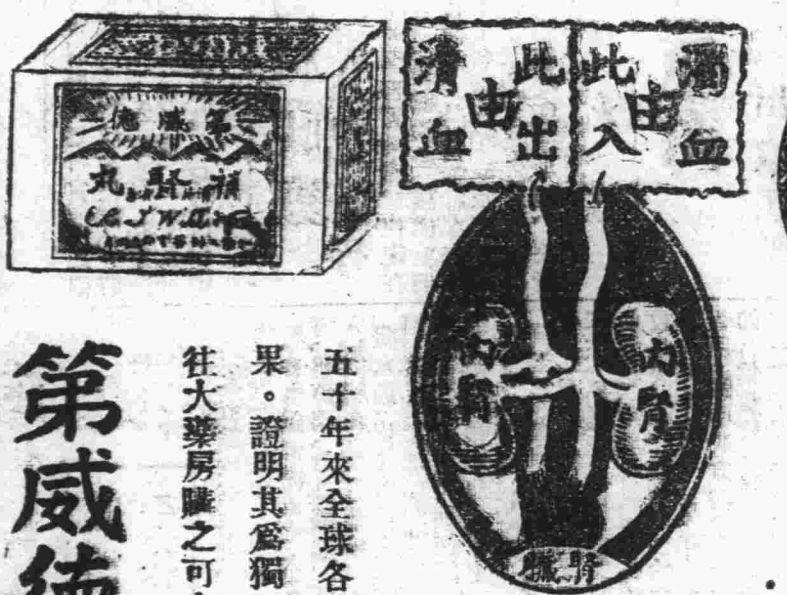 第威德
補腎丸
濁血
由
此入
此出
由
清血
內腎
內腎
腎臟
五十年來全球各
果。證明其爲獨
往大藥房購之可
第威德